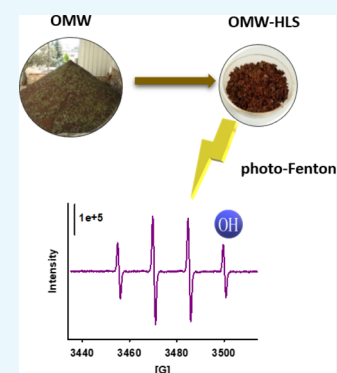 OMW OMW-HLS
photo-Fenton
1e+5
OH
Intensity
3440 3460 3480 3500
[G]